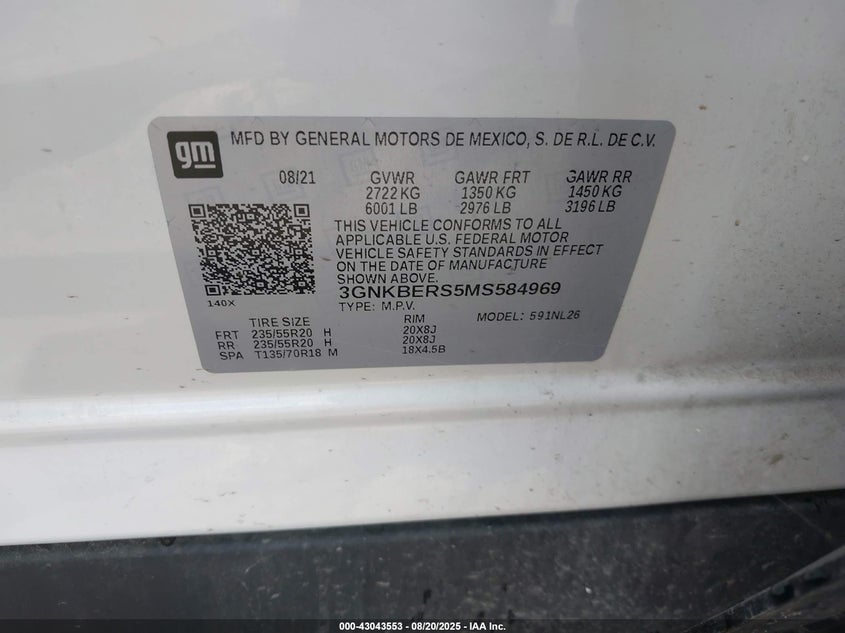 gm
MFD BY GENERAL MOTORS DE MEXICO, S. DE R.L. DE C.V.
08/21 GVWR GAWR FRT GAWR RR
2722 KG 1350 KG 1450 KG
6001 LB 2976 LB 3196 LB
THIS VEHICLE CONFORMS TO ALL
APPLICABLE U.S. FEDERAL MOTOR
VEHICLE SAFETY STANDARDS IN EFFECT
ON THE DATE OF MANUFACTURE
SHOWN ABOVE.
140X
3GNKBERS5MS584969
TYPE: M.P.V. MODEL: 591NL26
TIRE SIZE RIM
FRT 235/55R20 H 20X8J
RR 235/55R20 H 20X8J
SPA T135/70R18 M 18X4.5B
000-43043553 — 08/20/2025 - IAA Inc.